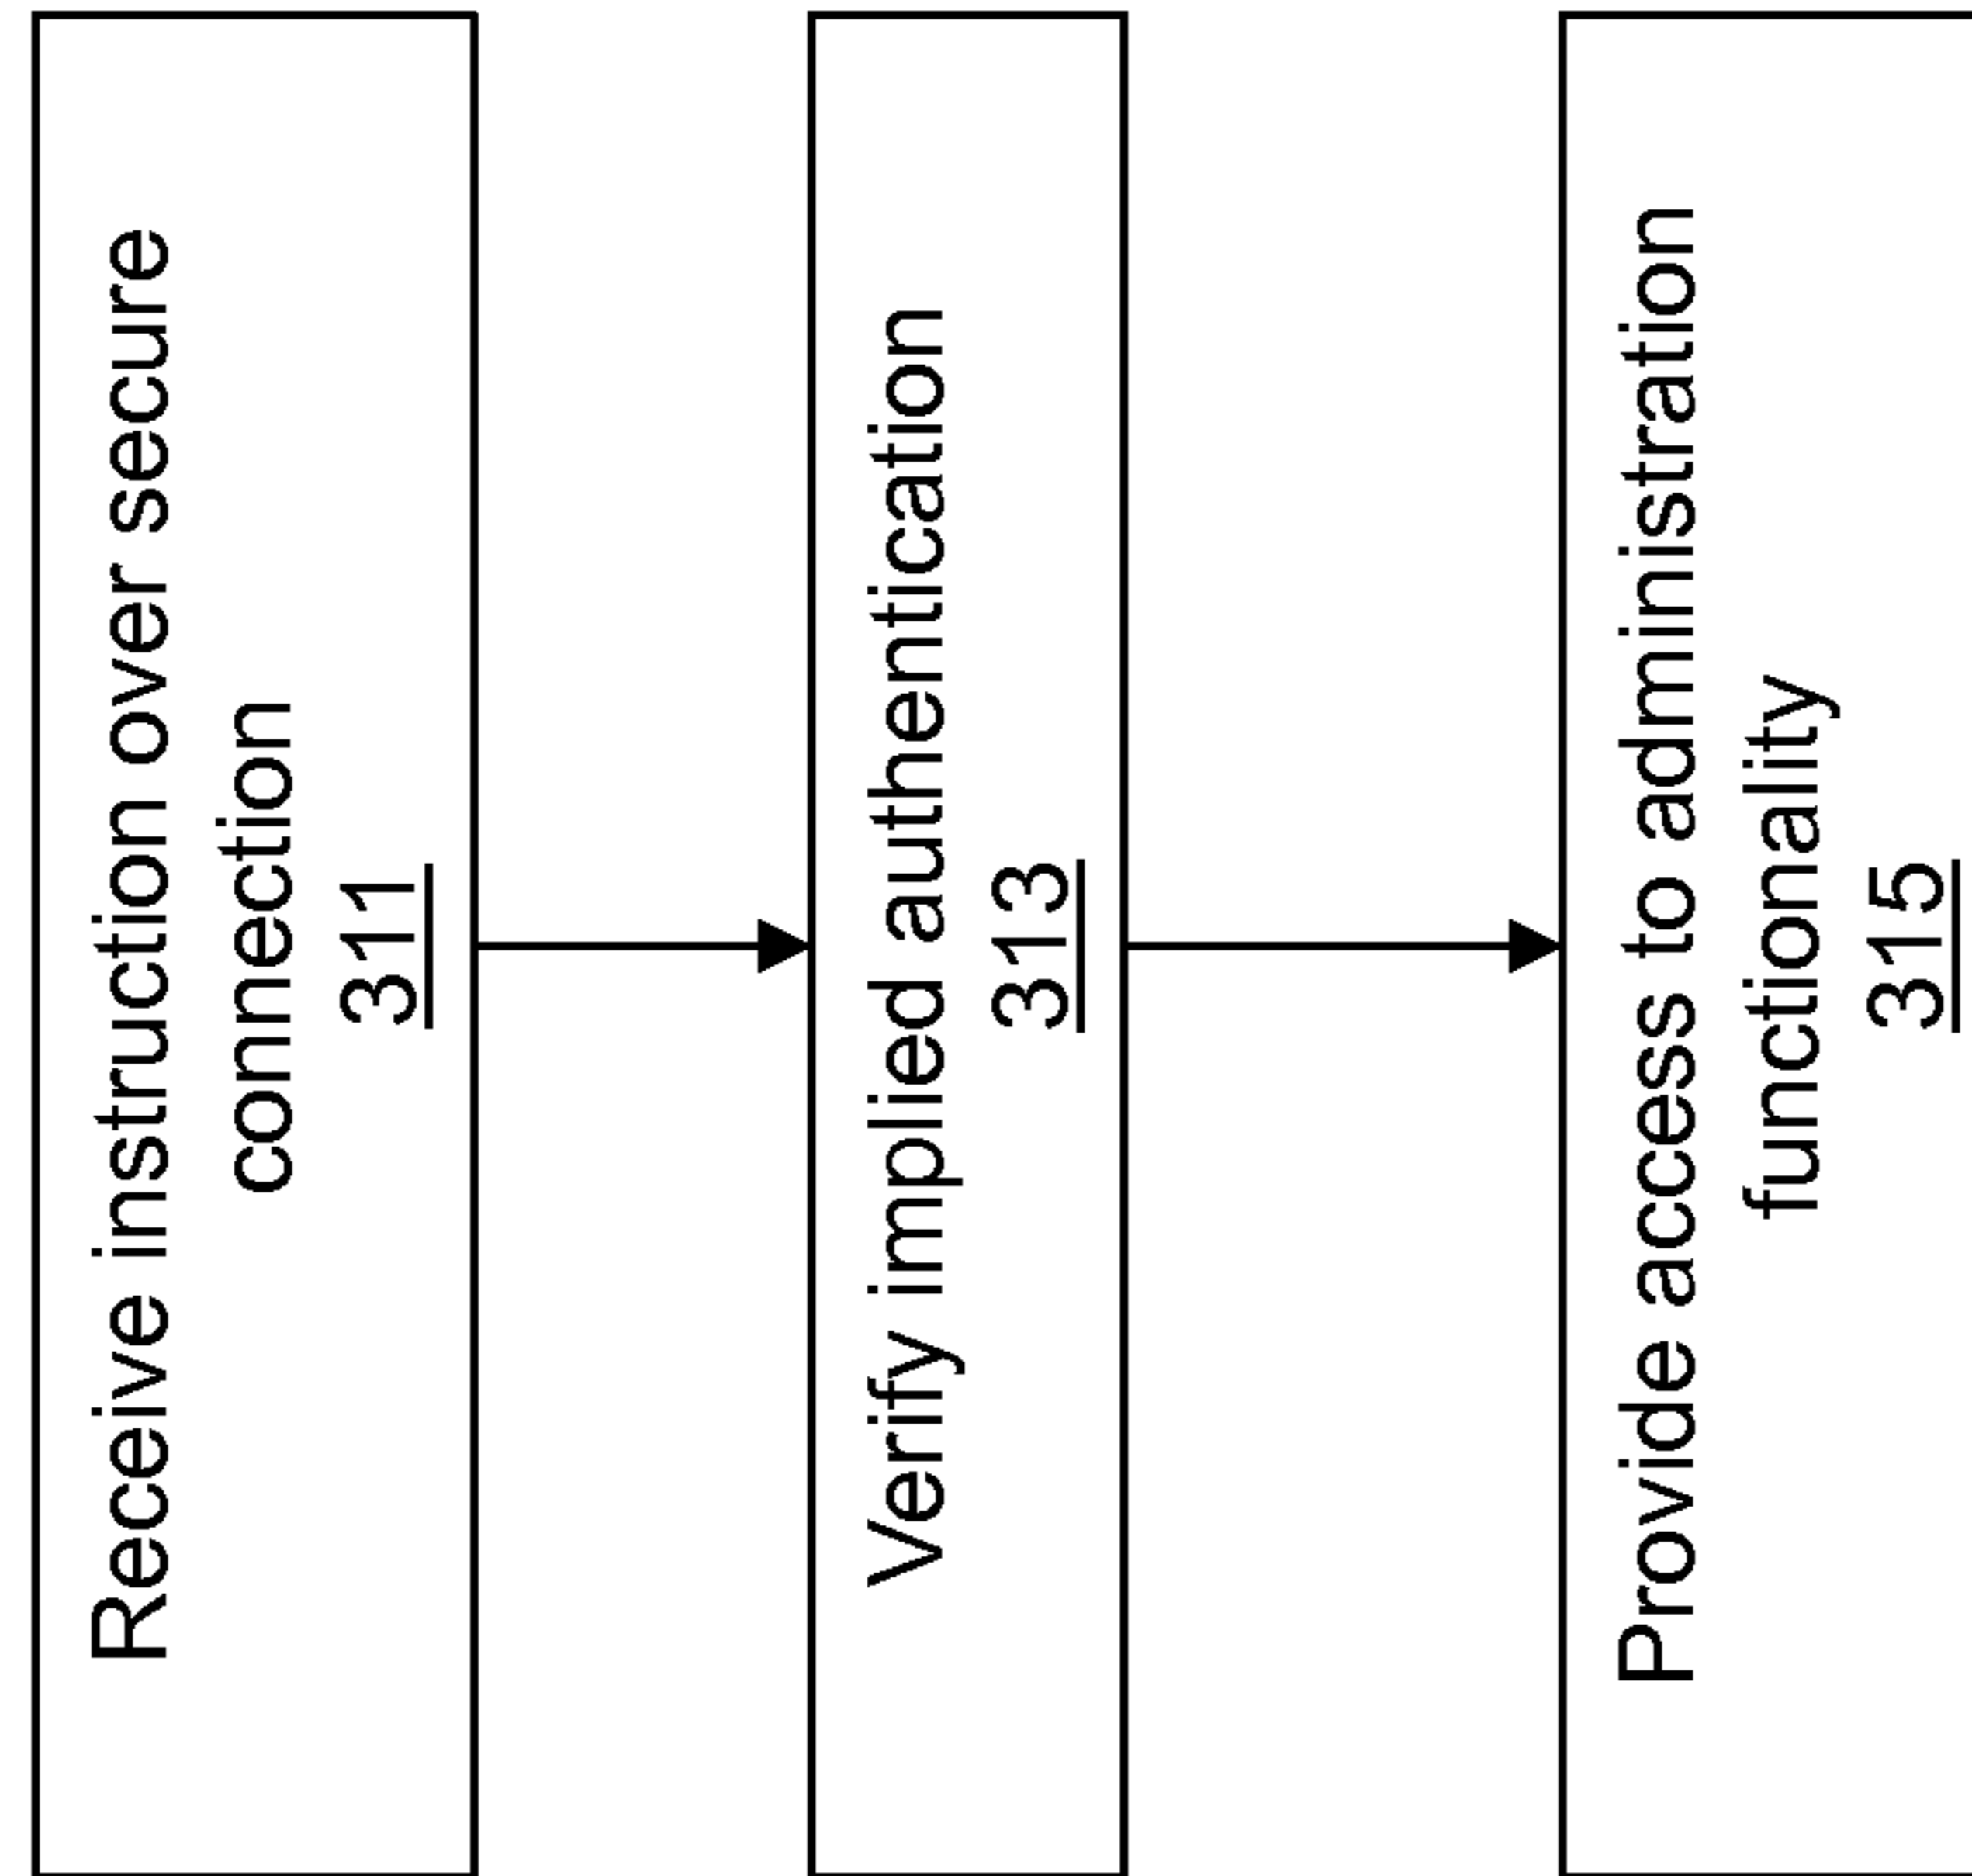 Receive instruction over secure
connection
311
Verify implied authentication
313
Provide access to administration
functionality
315